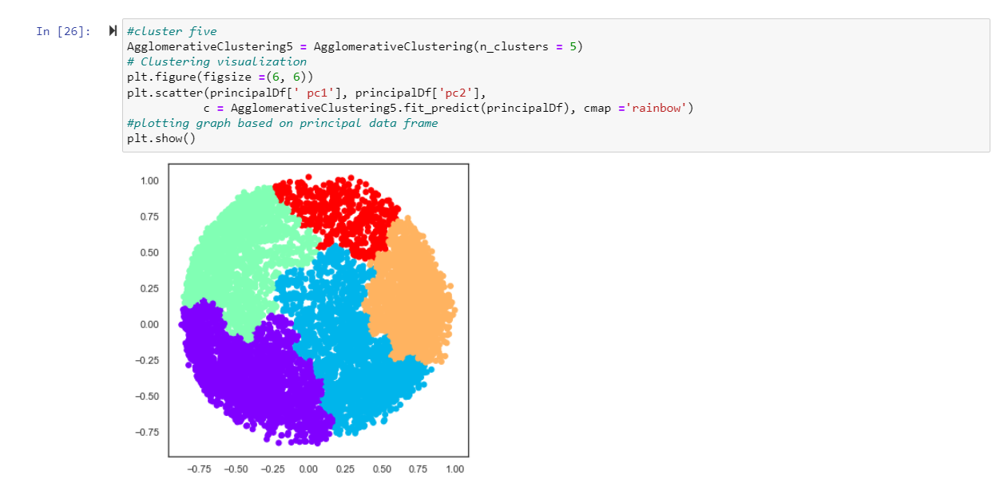 In [26]:
#cluster five
AgglomerativeClustering5 = AgglomerativeClustering(n_clusters = 5)
# Clustering visualization
plt.figure(figsize =(6, 6))
plt.scatter(principalDf[' pc1'], principalDf['pc2'],
c = AgglomerativeClustering5.fit_predict(principalDf), cmap ='rainbow')
#plotting graph based on principal data frame
plt.show()
1.00
0.75
0.50
0.25
0.00
−0.25
−0.50
−0.75
−0.75 −0.50 −0.25 0.00 0.25 0.50 0.75 1.00